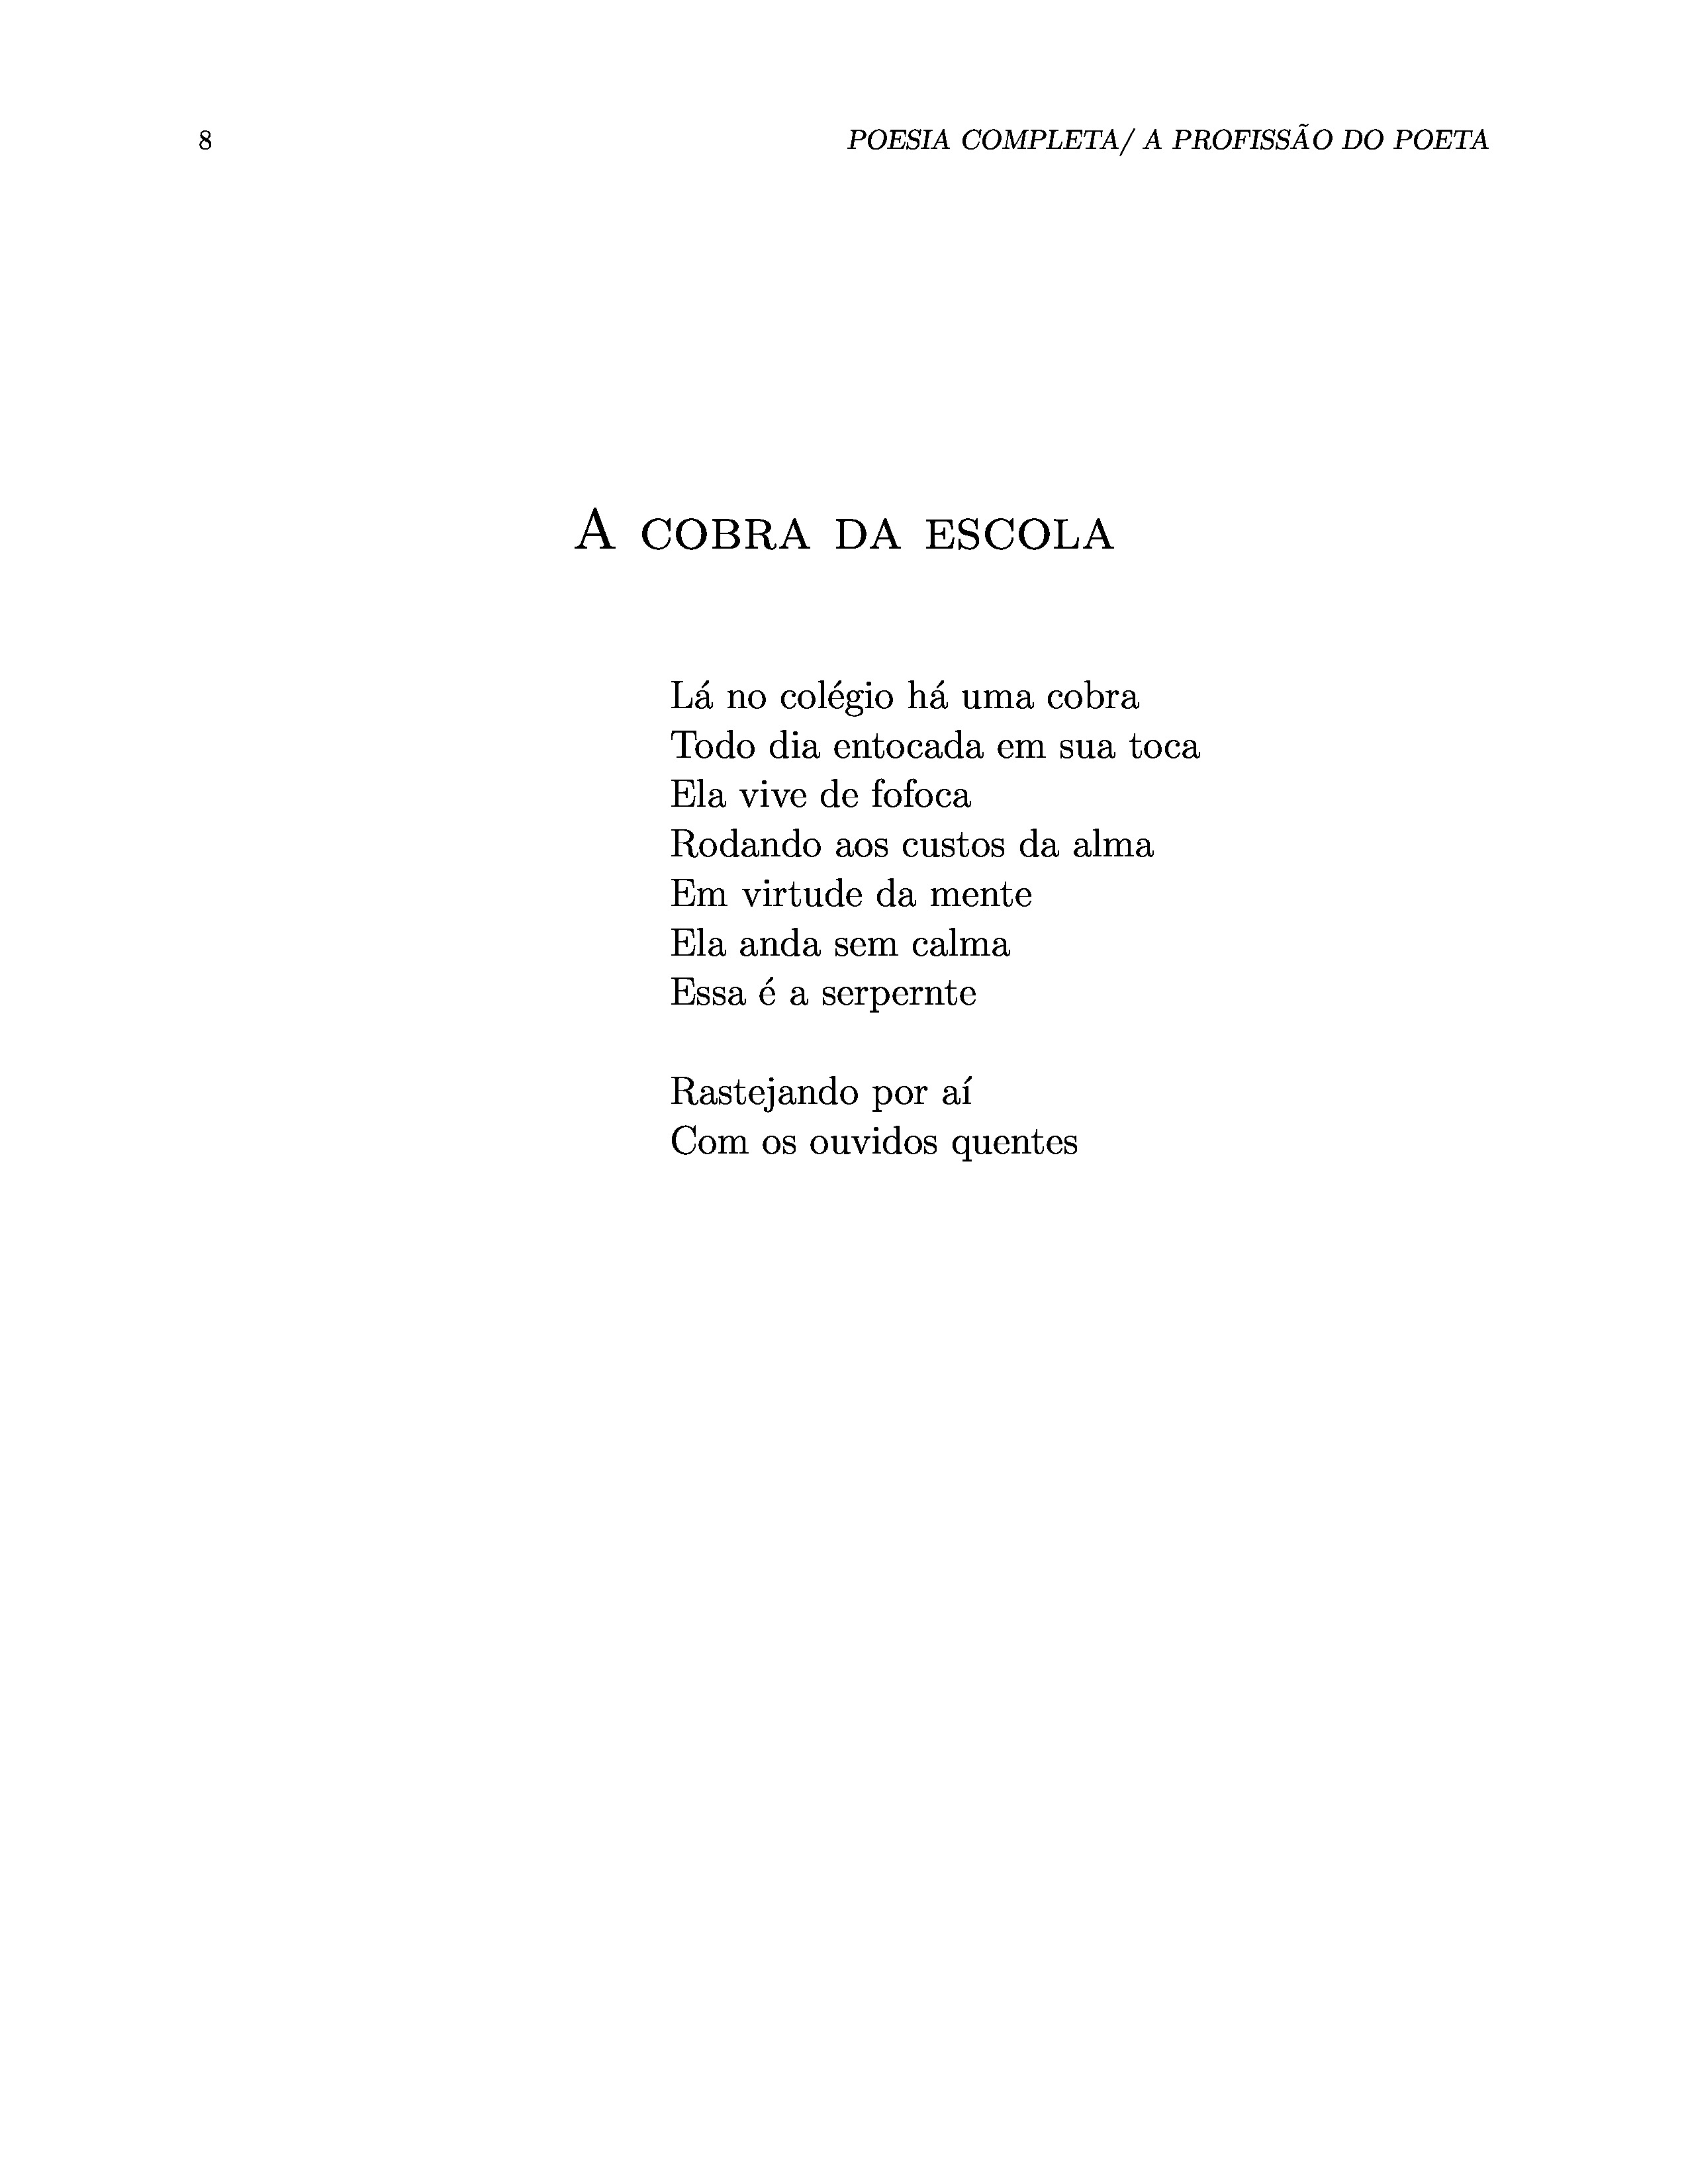 8 POESIA COMPLETA/ A PROFISSÃO DO POETA
A COBRA DA ESCOLA
Lá no colégio há uma cobra
Todo dia entocada em sua toca
Ela vive de fofoca
Rodando aos custos da alma
Em virtude da mente
Ela anda sem calma
Essa é a serpernte
Rastejando por aí
Com os ouvidos quentes